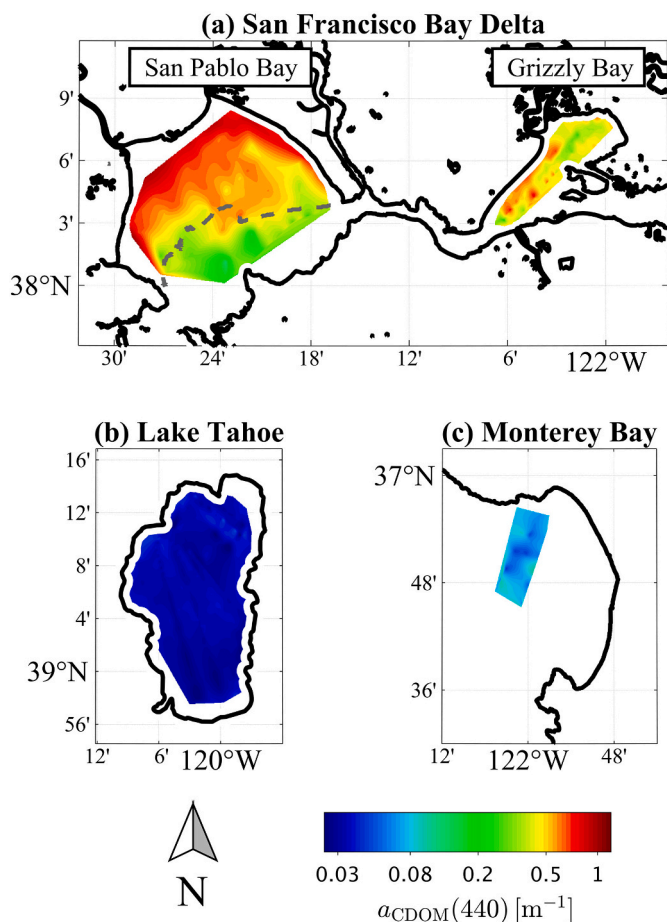 (a) San Francisco Bay Delta
San Pablo Bay
Grizzly Bay
9'
6'
3'
38°N
30'
24'
18'
12'
6'
122°W
(b) Lake Tahoe
16'
12'
8'
4'
39°N
56'
12'
6'
120°W
(c) Monterey Bay
37°N
48'
36'
12'
122°W
48'
N
0.03 0.08 0.2 0.5 1
a_CDOM(440) [m⁻¹]